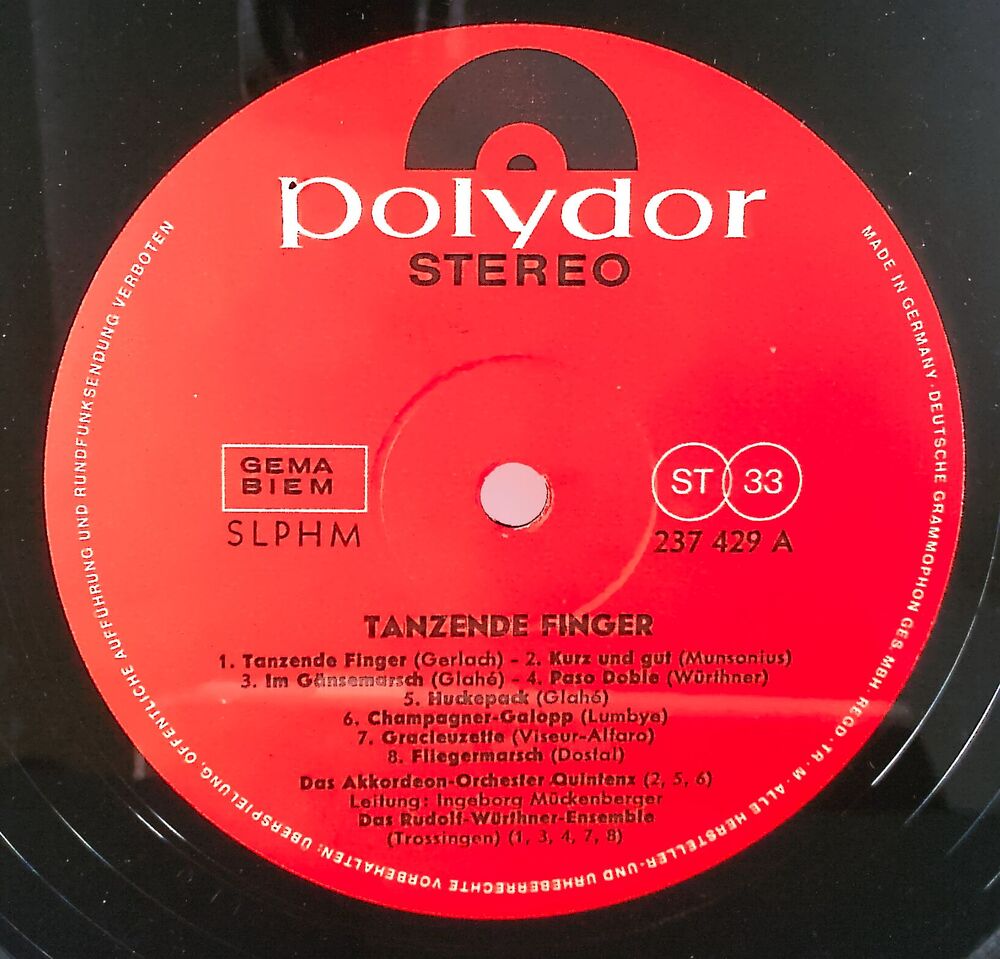 polydor
STEREO
GEMA
BIEM
SLPHM
ST 33
237 429 A
TANZENDE FINGER
1. Tanzende Finger (Gerlach) - 2. Kurz und gut (Munsonius)
3. Im Gänsemarsch (Glahé) - 4. Paso Doble (Würthner)
5. Huckepack (Glahé)
6. Champagner-Galopp (Lumbye)
7. Gracieuzette (Viseur-Alfaro)
8. Fliegermarsch (Dostal)
Das Akkordeon-Orchester Quintenz (2, 5, 6)
Leitung: Ingeborg Mückenberger
Das Rudolf-Würthner-Ensemble
(Trossingen) (1, 3, 4, 7, 8)
MADE IN GERMANY · DEUTSCHE GRAMMOPHON GES. MBH · REGD · TR · M · ALLE HERSTELLER- UND URHEBERRECHTE VORBEHALTEN: ÜBERSPIELUNG, ÖFFENTLICHE AUFFÜHRUNG UND RUNDFUNKSENDUNG VERBOTEN